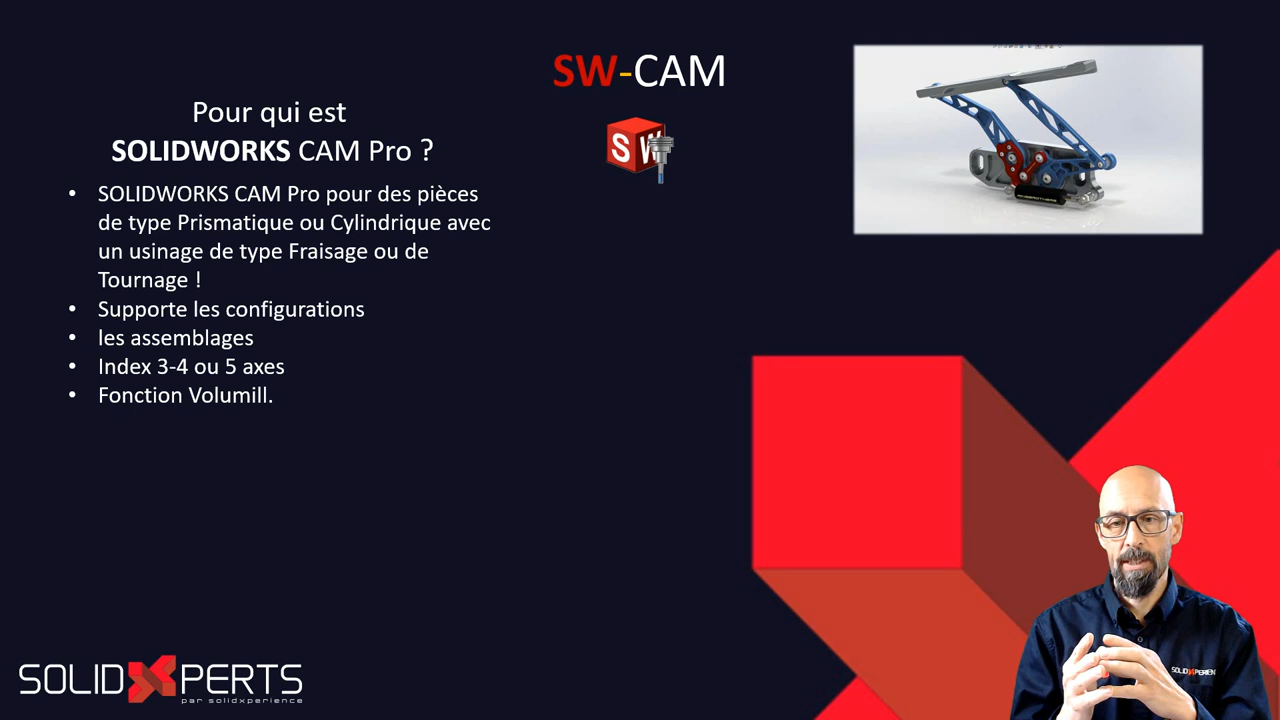 SW-CAM
Pour qui est
SOLIDWORKS CAM Pro ?
• SOLIDWORKS CAM Pro pour des pièces
de type Prismatique ou Cylindrique avec
un usinage de type Fraisage ou de
Tournage !
• Supporte les configurations
• les assemblages
• Index 3-4 ou 5 axes
• Fonction Volumill.
SW
SOLIDXPERTS
par solidxperience
SOLIDXPERIEN